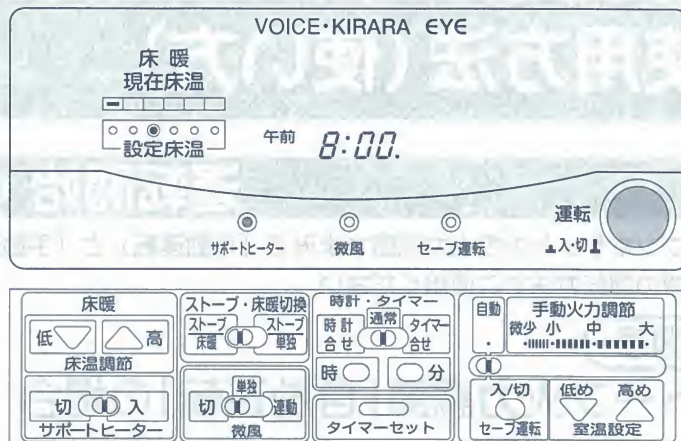 VOICE・KIRARA EYE
床暖
現在床温
設定床温
午前 8:00.
サポートヒーター 微風 セーブ運転
運転
入・切
床暖
低 高
床温調節
切 入
サポートヒーター
ストーブ・床暖切換
ストーブ床暖 ストーブ単独
単独
切 連動
微風
時計・タイマー
時計合せ 通常 タイマー合せ
時 分
タイマーセット
自動 手動火力調節
微少 小 中 大
入/切 低め 高め
セーブ運転 室温設定